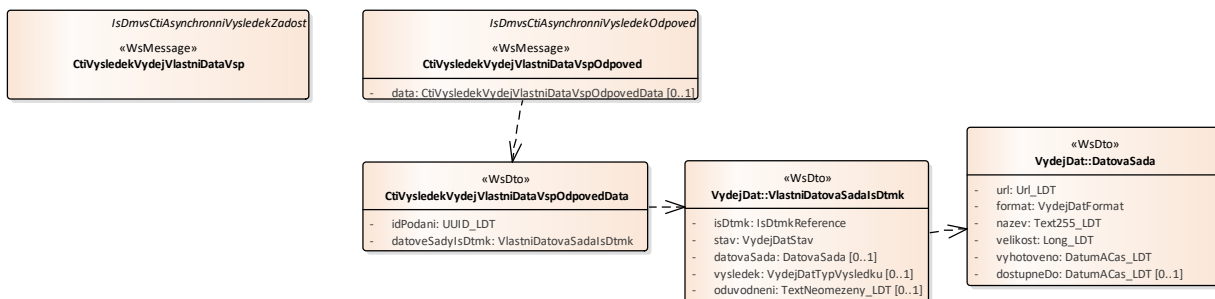 IsDmvsCtiAsynchronniVysledekZadost
«WsMessage»
CtiVysledekVydejVlastniDataVsp
IsDmvsCtiAsynchronniVysledekOdpoved
«WsMessage»
CtiVysledekVydejVlastniDataVspOdpoved
- data: CtiVysledekVydejVlastniDataVspOdpovedData [0..1]
«WsDto»
CtiVysledekVydejVlastniDataVspOdpovedData
- idPodani: UUID_LDT
- datoveSadyIsDtmk: VlastniDatovaSadaIsDtmk
«WsDto»
VydejDat::VlastniDatovaSadaIsDtmk
- isDtmk: IsDtmkReference
- stav: VydejDatStav
- datovaSada: DatovaSada [0..1]
- vysledek: VydejDatTypVysledku [0..1]
- oduvodneni: TextNeomezeny_LDT [0..1]
«WsDto»
VydejDat::DatovaSada
- url: Url_LDT
- format: VydejDatFormat
- nazev: Text255_LDT
- velikost: Long_LDT
- vyhotoveno: DatumACas_LDT
- dostupneDo: DatumACas_LDT [0..1]